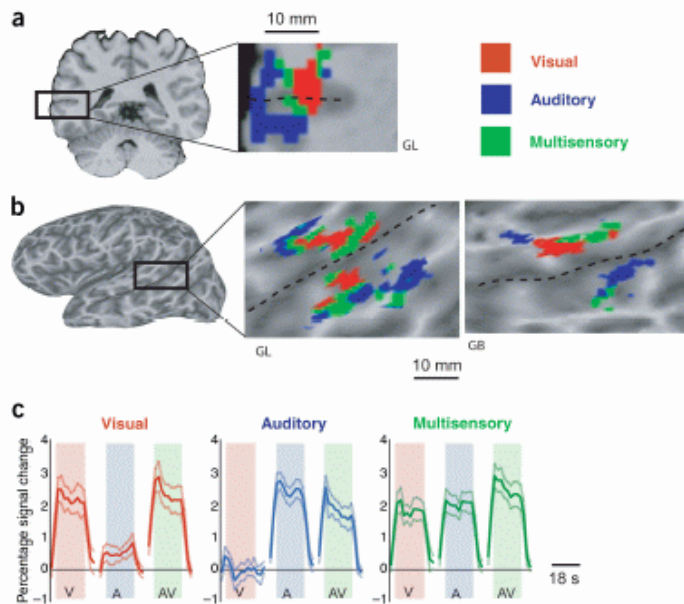 a
10 mm
Visual
Auditory
Multisensory
GL
b
GL
GB
10 mm
c
Visual
Auditory
Multisensory
Percentage signal change
4
3
2
1
0
−1
V
A
AV
4
3
2
1
0
−1
V
A
AV
4
3
2
1
0
−1
V
A
AV
18 s